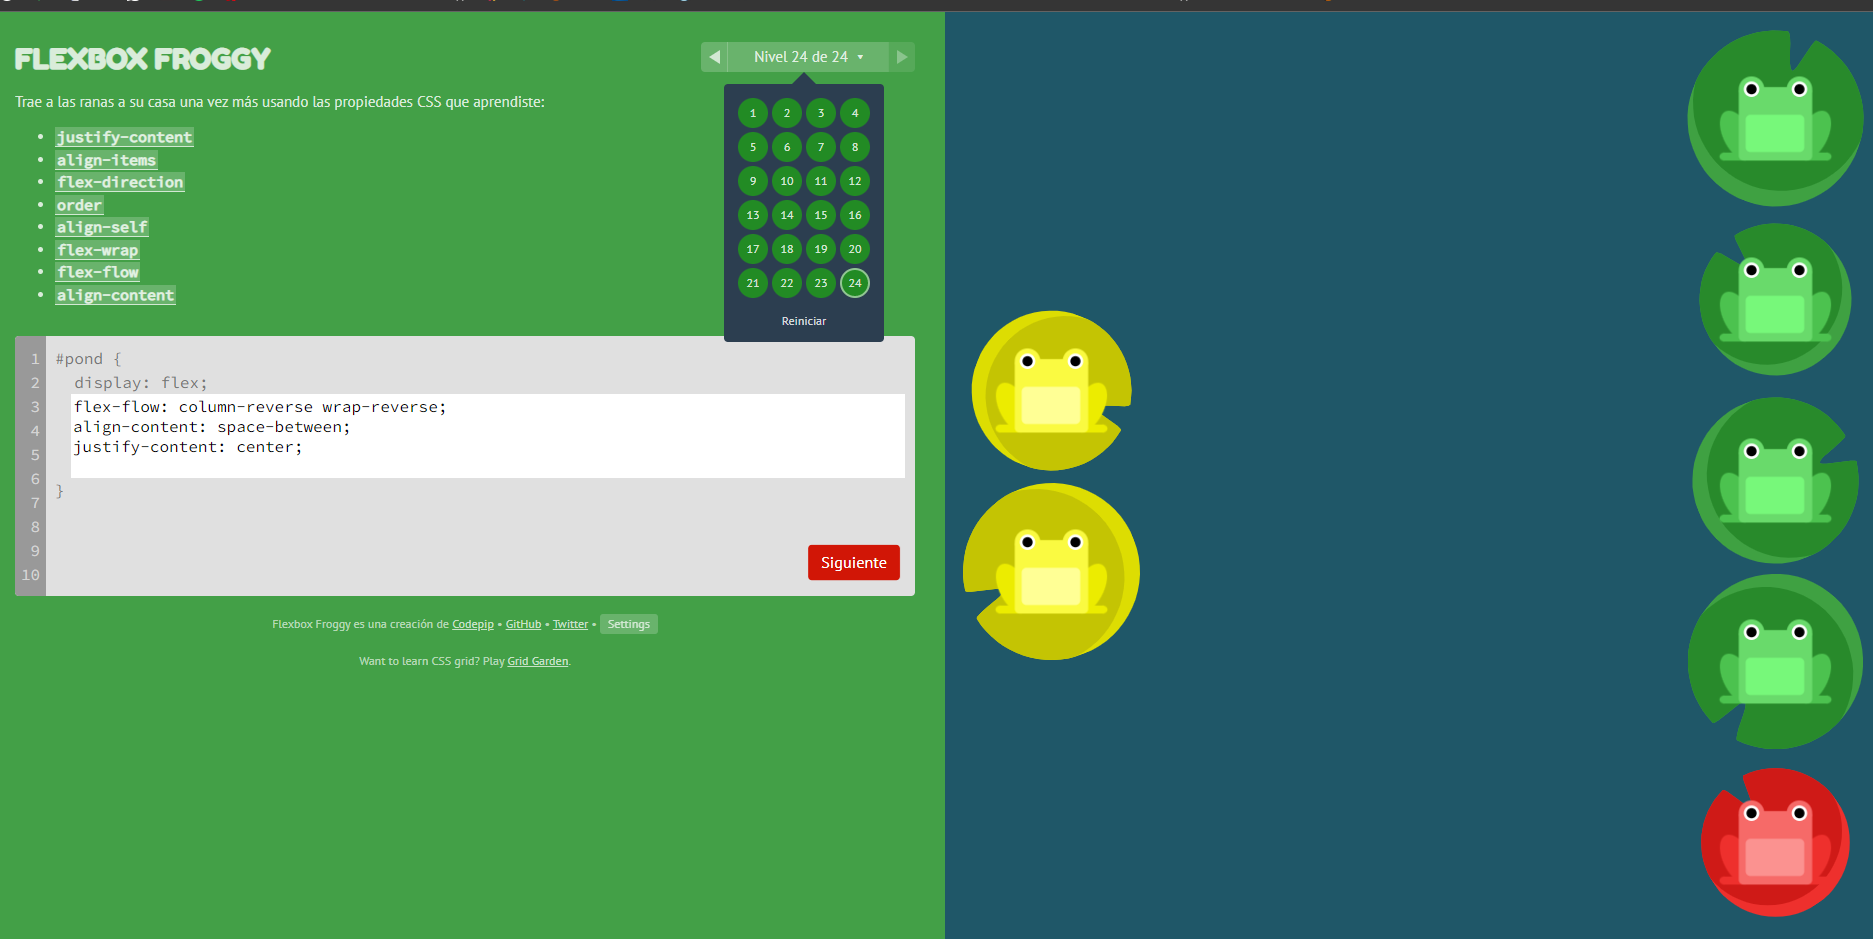 FLEXBOX FROGGY
◀ Nivel 24 de 24 ▾ ▶
Trae a las ranas a su casa una vez más usando las propiedades CSS que aprendiste:
• justify-content
• align-items
• flex-direction
• order
• align-self
• flex-wrap
• flex-flow
• align-content
1 2 3 4
5 6 7 8
9 10 11 12
13 14 15 16
17 18 19 20
21 22 23 24
Reiniciar
1 #pond {
2 display: flex;
3 flex-flow: column-reverse wrap-reverse;
4 align-content: space-between;
5 justify-content: center;
6
7 }
8
9
10
Siguiente
Flexbox Froggy es una creación de Codepip • GitHub • Twitter • Settings
Want to learn CSS grid? Play Grid Garden.